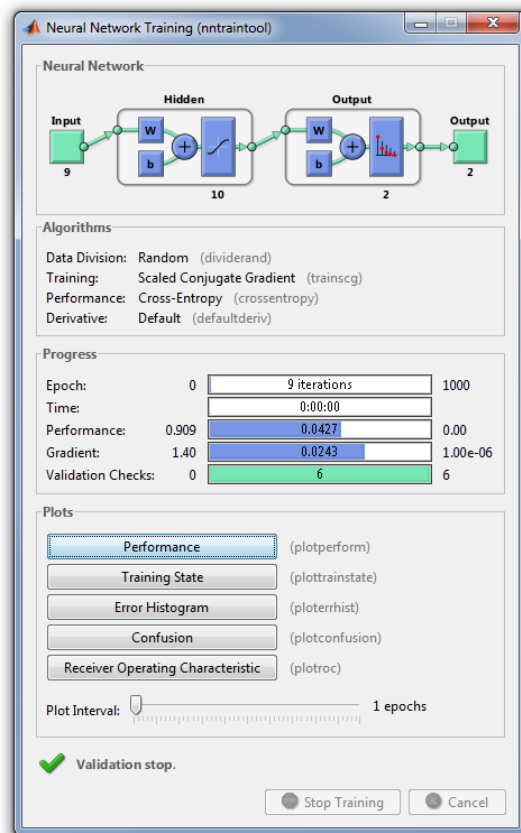 Neural Network Training (nntraintool)
Neural Network
Hidden Output
Input Output
W W
b b
+ +
9 10 2 2
Algorithms
Data Division: Random (dividerand)
Training: Scaled Conjugate Gradient (trainscg)
Performance: Cross-Entropy (crossentropy)
Derivative: Default (defaultderiv)
Progress
Epoch: 0 9 iterations 1000
Time: 0:00:00
Performance: 0.909 0.0427 0.00
Gradient: 1.40 0.0243 1.00e-06
Validation Checks: 0 6 6
Plots
Performance (plotperform)
Training State (plottrainstate)
Error Histogram (ploterrhist)
Confusion (plotconfusion)
Receiver Operating Characteristic (plotroc)
Plot Interval: 1 epochs
Validation stop.
Stop Training Cancel